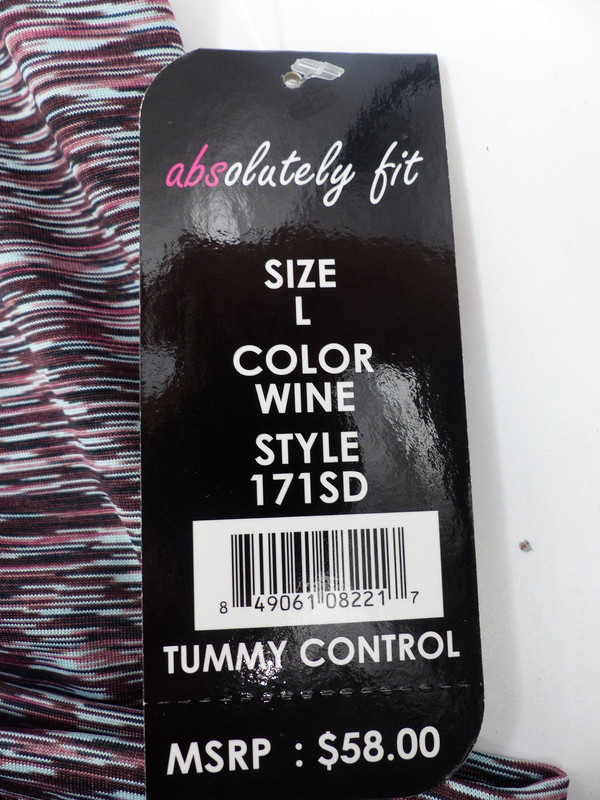 absolutely fit
SIZE
L
COLOR
WINE
STYLE
171SD
8 49061 08221 7
TUMMY CONTROL
MSRP : $58.00